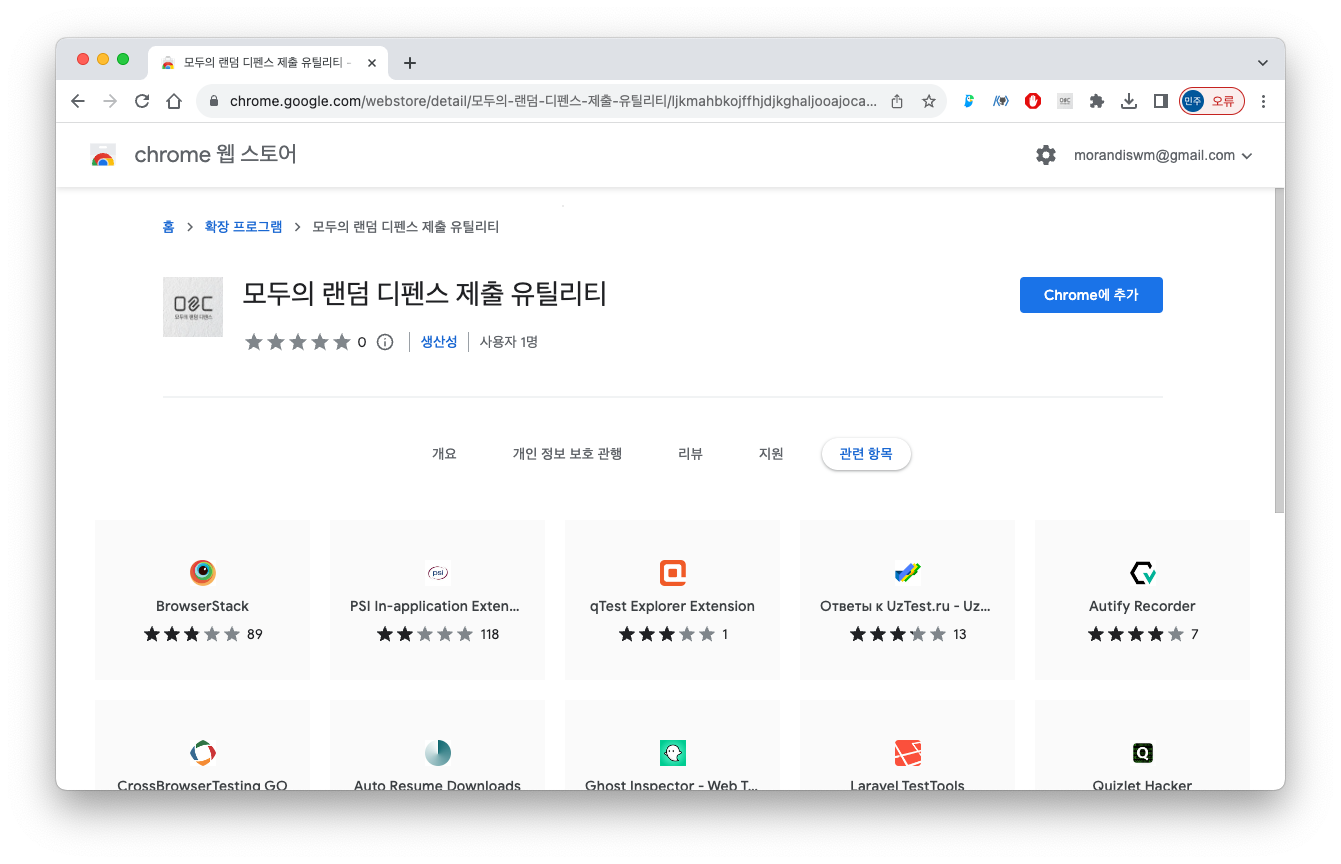 모두의 랜덤 디펜스 제출 유틸리티 -
chrome.google.com/webstore/detail/모두의-랜덤-디펜스-제출-유틸리티/ljkmahbkojffhjdjkghaljooajoca...
민주 오류
chrome 웹 스토어
morandiswm@gmail.com
홈 > 확장 프로그램 > 모두의 랜덤 디펜스 제출 유틸리티
모두의 랜덤 디펜스
모두의 랜덤 디펜스 제출 유틸리티
Chrome에 추가
0 생산성 사용자 1명
개요 개인 정보 보호 관행 리뷰 지원 관련 항목
psi
BrowserStack PSI In-application Exten... qTest Explorer Extension Ответы к UzTest.ru - Uz... Autify Recorder
89 118 1 13 7
Q
CrossBrowserTesting GO Auto Resume Downloads Ghost Inspector - Web T... Laravel TestTools Quizlet Hacker